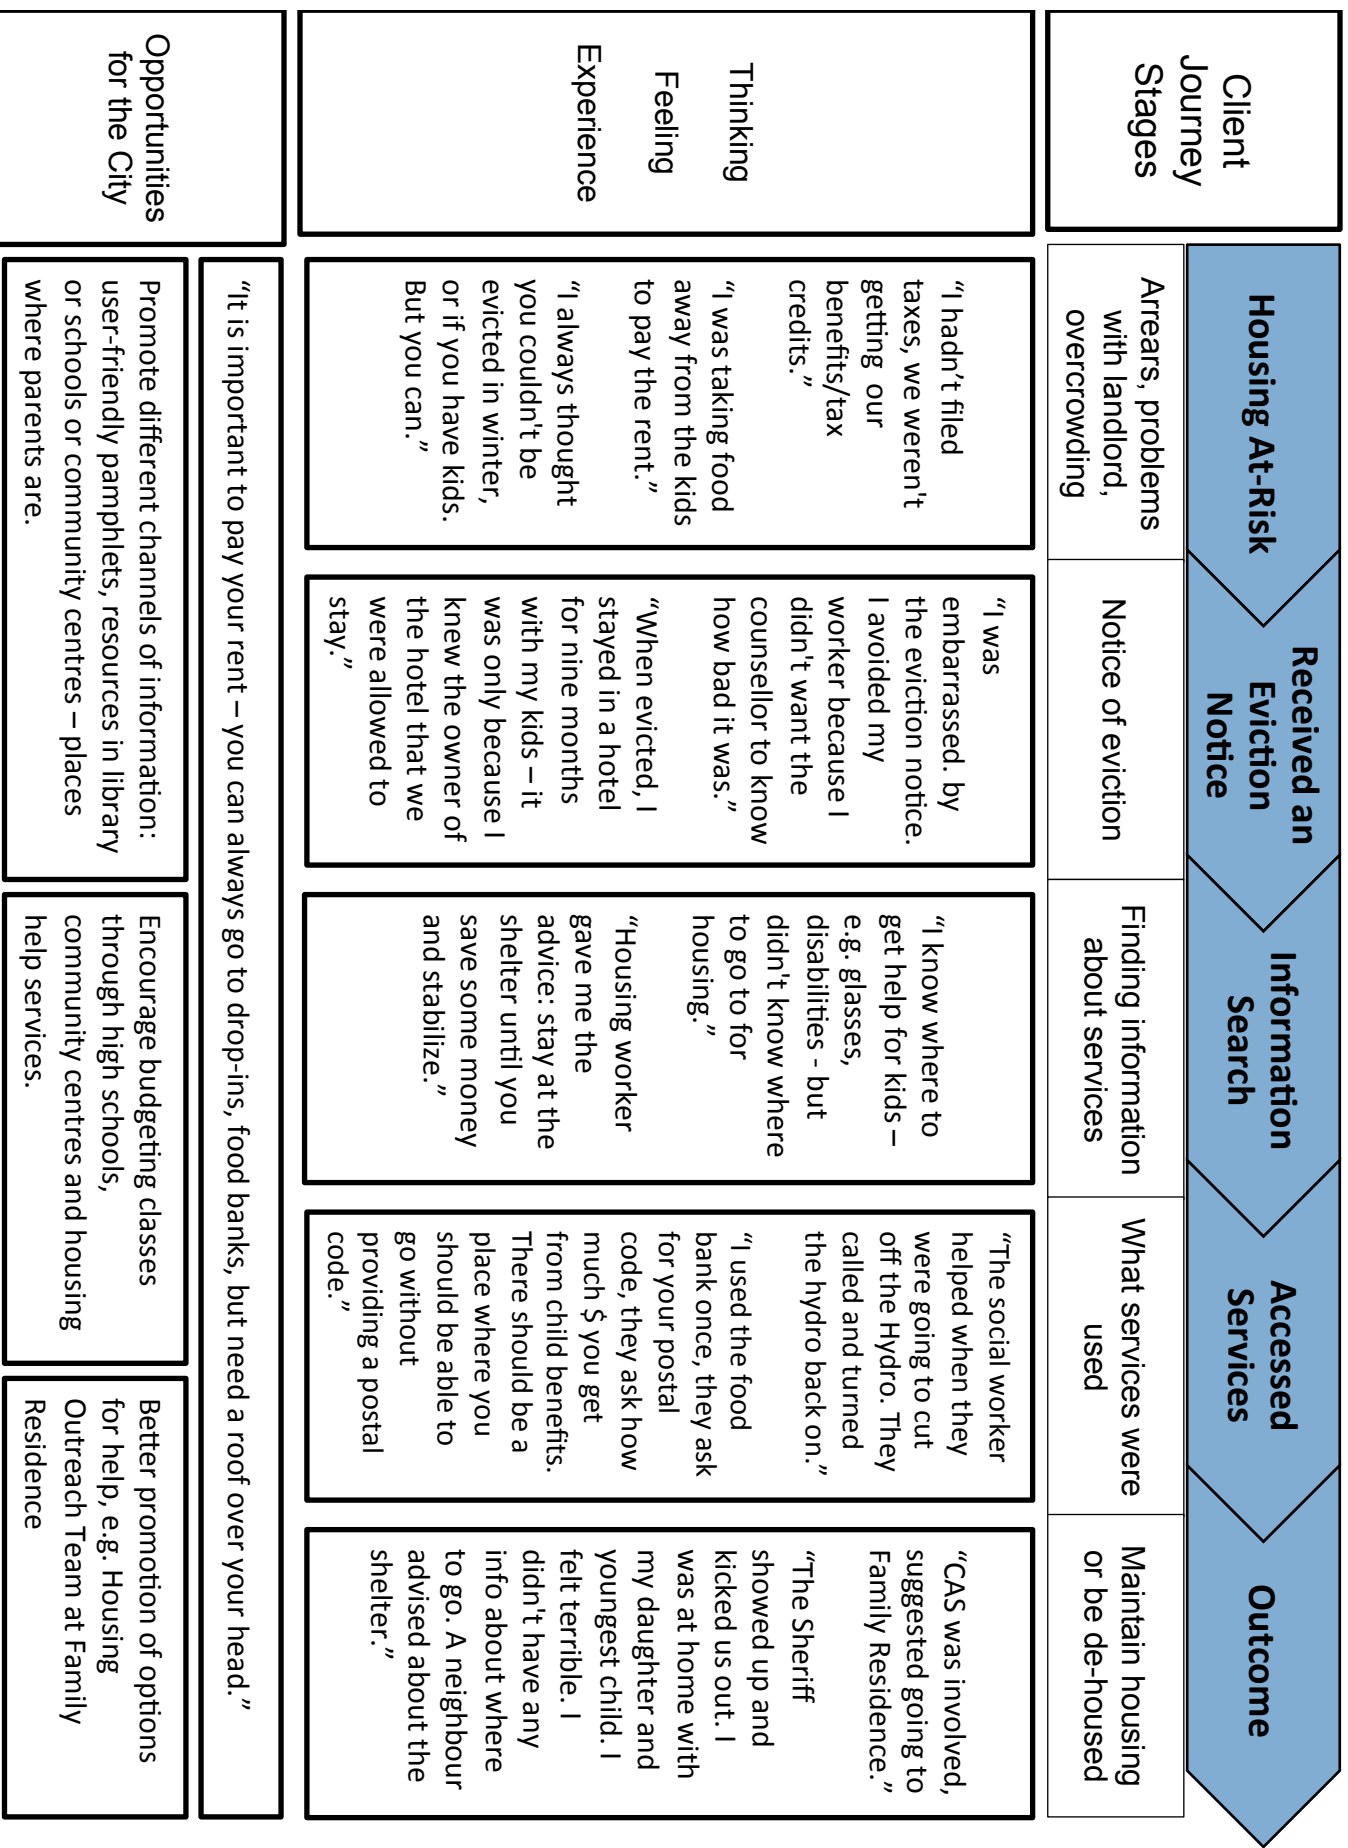 Client
Journey
Stages
Housing At-Risk
Received an
Eviction
Notice
Information
Search
Accessed
Services
Outcome
Arrears, problems
with landlord,
overcrowding
Notice of eviction
Finding information
about services
What services were
used
Maintain housing
or be de-housed
Thinking
Feeling
Experience
“I hadn’t filed
taxes, we weren't
getting our
benefits/tax
credits.”
“I was taking food
away from the kids
to pay the rent.”
“I always thought
you couldn't be
evicted in winter,
or if you have kids.
But you can.”
“I was
embarrassed. by
the eviction notice.
I avoided my
worker because I
didn't want the
counsellor to know
how bad it was.”
“When evicted, I
stayed in a hotel
for nine months
with my kids – it
was only because I
knew the owner of
the hotel that we
were allowed to
stay.”
“I know where to
get help for kids –
e.g. glasses,
disabilities - but
didn't know where
to go to for
housing.”
“Housing worker
gave me the
advice: stay at the
shelter until you
save some money
and stabilize.”
“The social worker
helped when they
were going to cut
off the Hydro. They
called and turned
the hydro back on.”
“I used the food
bank once, they ask
for your postal
code, they ask how
much $ you get
from child benefits.
There should be a
place where you
should be able to
go without
providing a postal
code.”
“CAS was involved,
suggested going to
Family Residence.”
“The Sheriff
showed up and
kicked us out. I
was at home with
my daughter and
youngest child. I
felt terrible. I
didn't have any
info about where
to go. A neighbour
advised about the
shelter.”
Opportunities
for the City
“It is important to pay your rent – you can always go to drop-ins, food banks, but need a roof over your head.”
Promote different channels of information:
user-friendly pamphlets, resources in library
or schools or community centres – places
where parents are.
Encourage budgeting classes
through high schools,
community centres and housing
help services.
Better promotion of options
for help, e.g. Housing
Outreach Team at Family
Residence